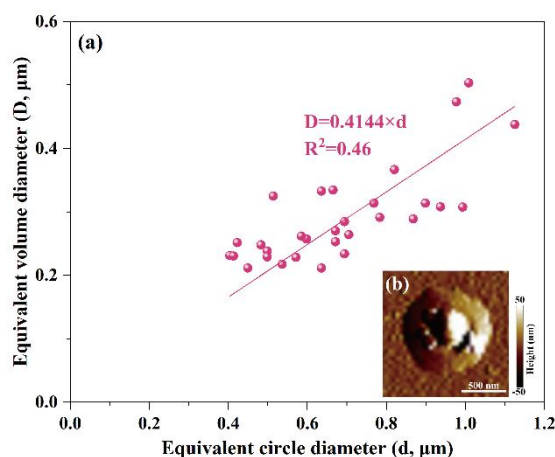 0.6
(a)
Equivalent volume diameter (D, μm)
D=0.4144×d
R²=0.46
0.4
0.2
(b)
50
Height (nm)
-50
500 nm
0.0
0.0 0.2 0.4 0.6 0.8 1.0 1.2
Equivalent circle diameter (d, μm)